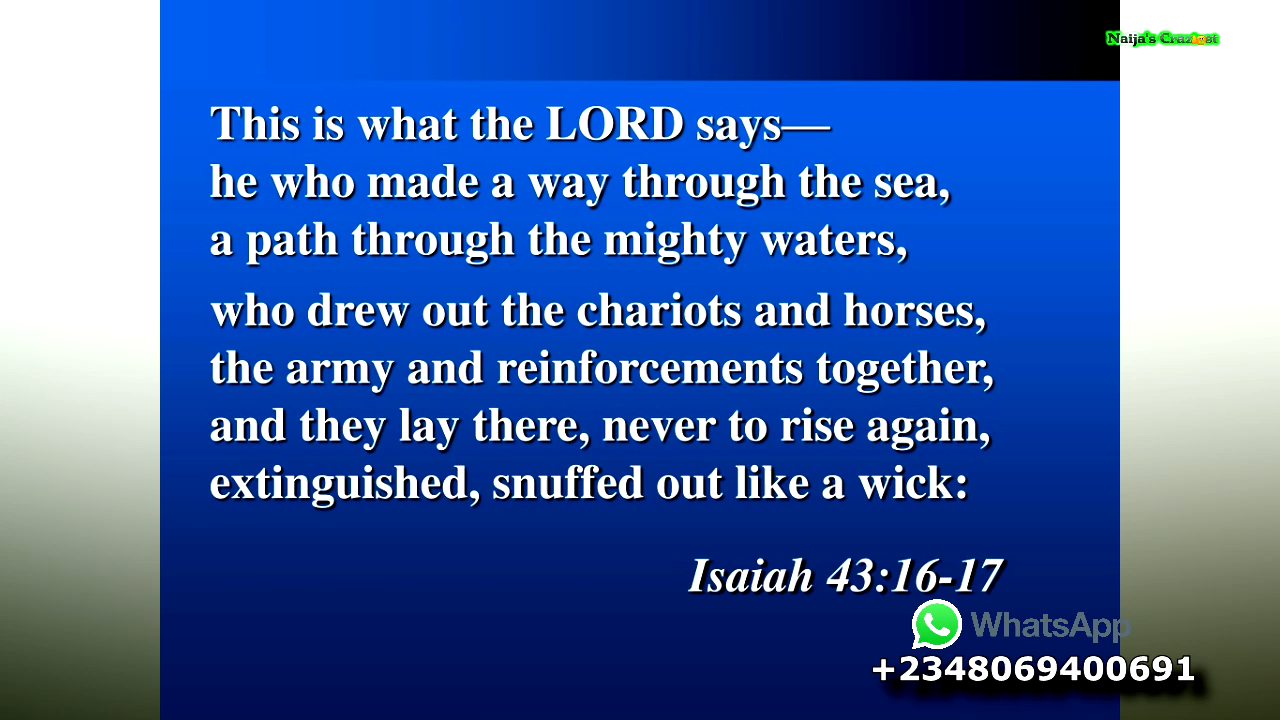 Naija's Craziest
This is what the LORD says—
he who made a way through the sea,
a path through the mighty waters,
who drew out the chariots and horses,
the army and reinforcements together,
and they lay there, never to rise again,
extinguished, snuffed out like a wick:
Isaiah 43:16-17
WhatsApp
+2348069400691